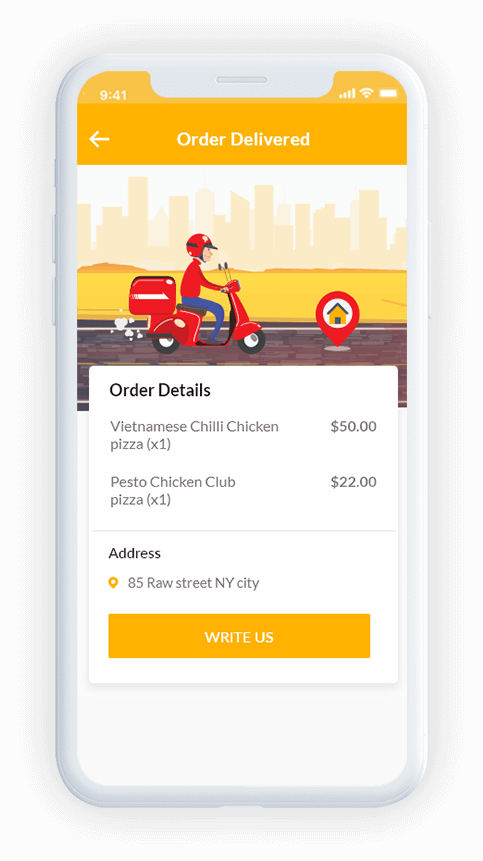 9:41
Order Delivered
Order Details
Vietnamese Chilli Chicken $50.00
pizza (x1)
Pesto Chicken Club $22.00
pizza (x1)
Address
85 Raw street NY city
WRITE US